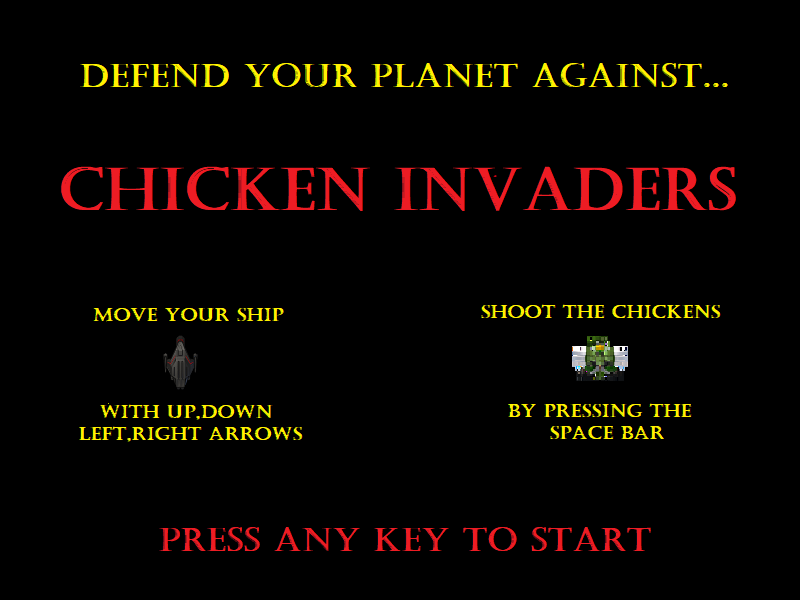 DEFEND YOUR PLANET AGAINST...
CHICKEN INVADERS
MOVE YOUR SHIP
WITH UP,DOWN
LEFT,RIGHT ARROWS
SHOOT THE CHICKENS
BY PRESSING THE
SPACE BAR
PRESS ANY KEY TO START